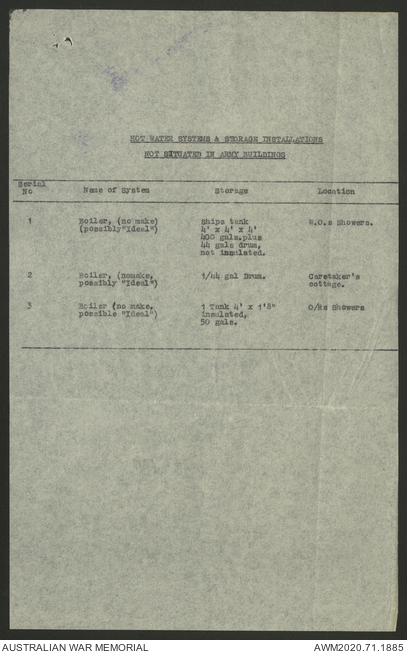 HOT WATER SYSTEMS & STORAGE INSTALLATIONS
NOT SITUATED IN ARMY BUILDINGS
Serial No Name of System Storage Location
1 Boiler, (no make) Ships tank W.O.s Showers.
(possibly "Ideal") 4' x 4' x 4'
400 gals.plus
44 gals drum,
not insulated.
2 Boiler, (nomake, 1/44 gal Drum. Caretaker's
possibly "Ideal") cottage.
3 Boiler (no make, 1 Tank 4' x 1'8" O/Rs Showers
possible "Ideal") insulated,
50 gals.
AUSTRALIAN WAR MEMORIAL AWM2020.71.1885